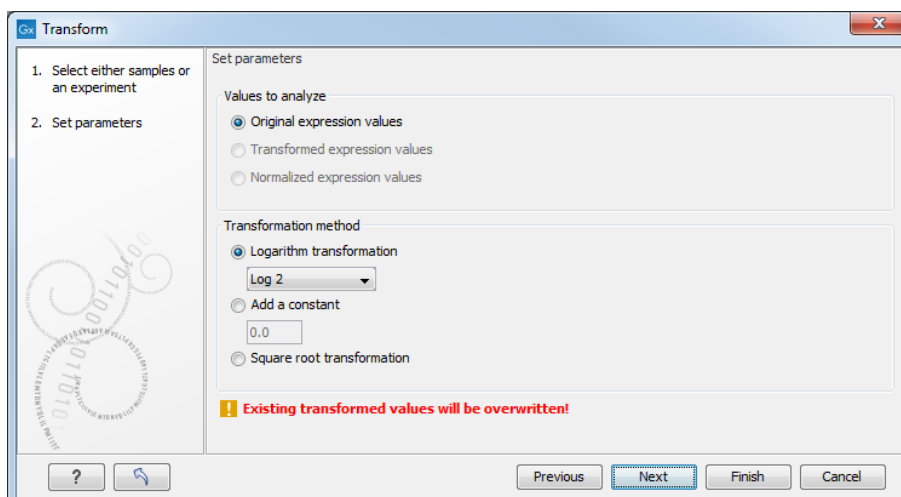 Gx Transform
1. Select either samples or
an experiment
2. Set parameters
Set parameters
Values to analyze
Original expression values
Transformed expression values
Normalized expression values
Transformation method
Logarithm transformation
Log 2
Add a constant
0.0
Square root transformation
! Existing transformed values will be overwritten!
?
Previous
Next
Finish
Cancel